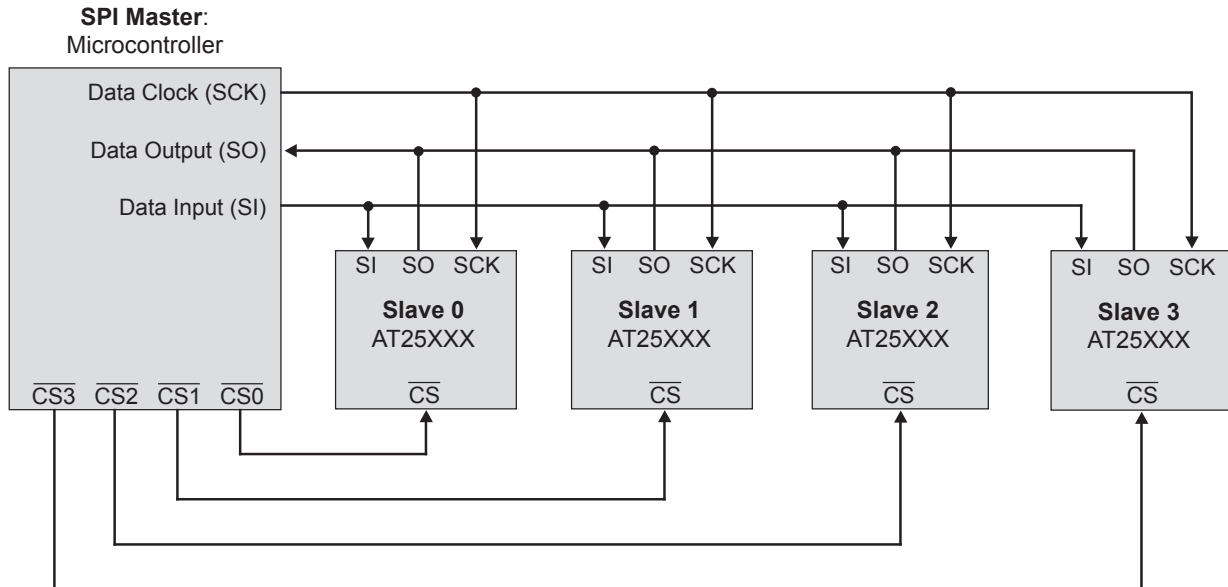 SPI Master:
Microcontroller
Data Clock (SCK)
Data Output (SO)
Data Input (SI)
CS3 CS2 CS1 CS0
SI SO SCK
Slave 0
AT25XXX
CS
SI SO SCK
Slave 1
AT25XXX
CS
SI SO SCK
Slave 2
AT25XXX
CS
SI SO SCK
Slave 3
AT25XXX
CS